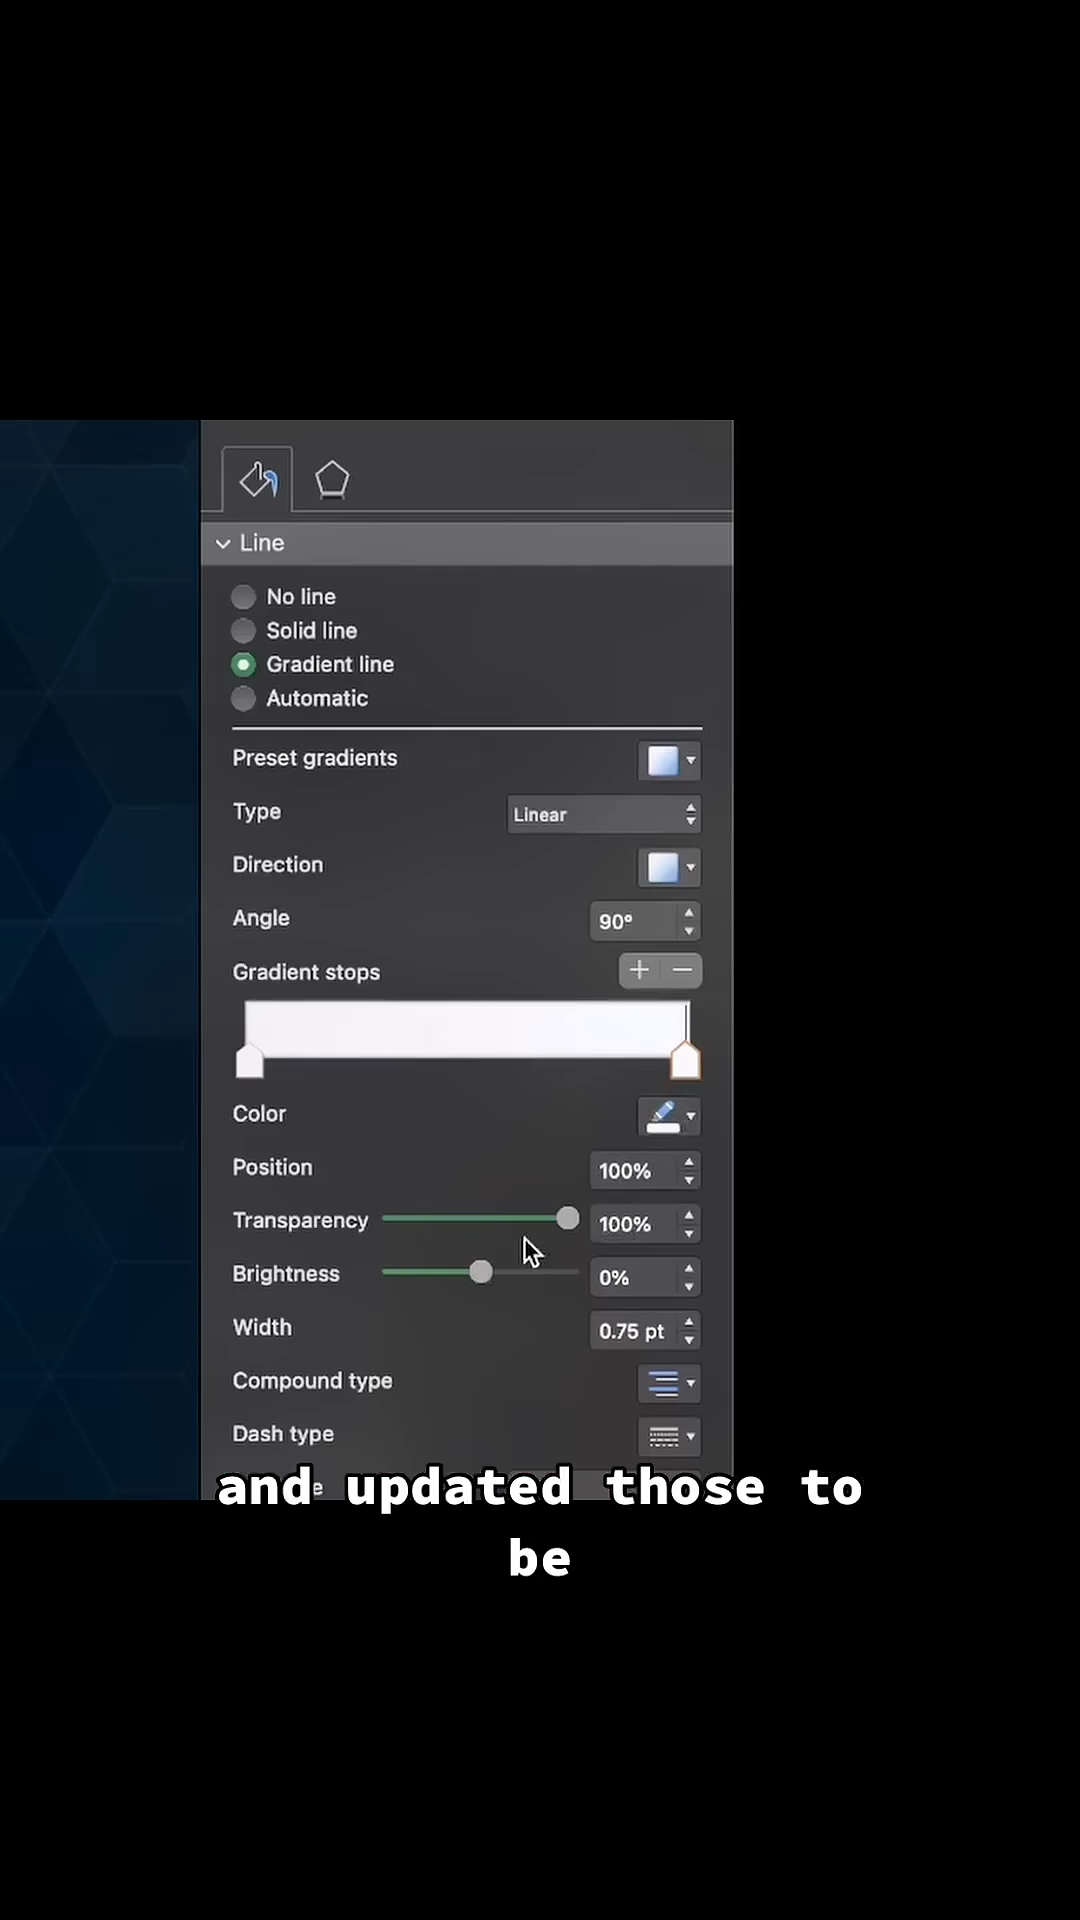 Line
No line
Solid line
Gradient line
Automatic
Preset gradients
Type Linear
Direction
Angle 90°
Gradient stops
Color
Position 100%
Transparency 100%
Brightness 0%
Width 0.75 pt
Compound type
Dash type
and updated those to
be